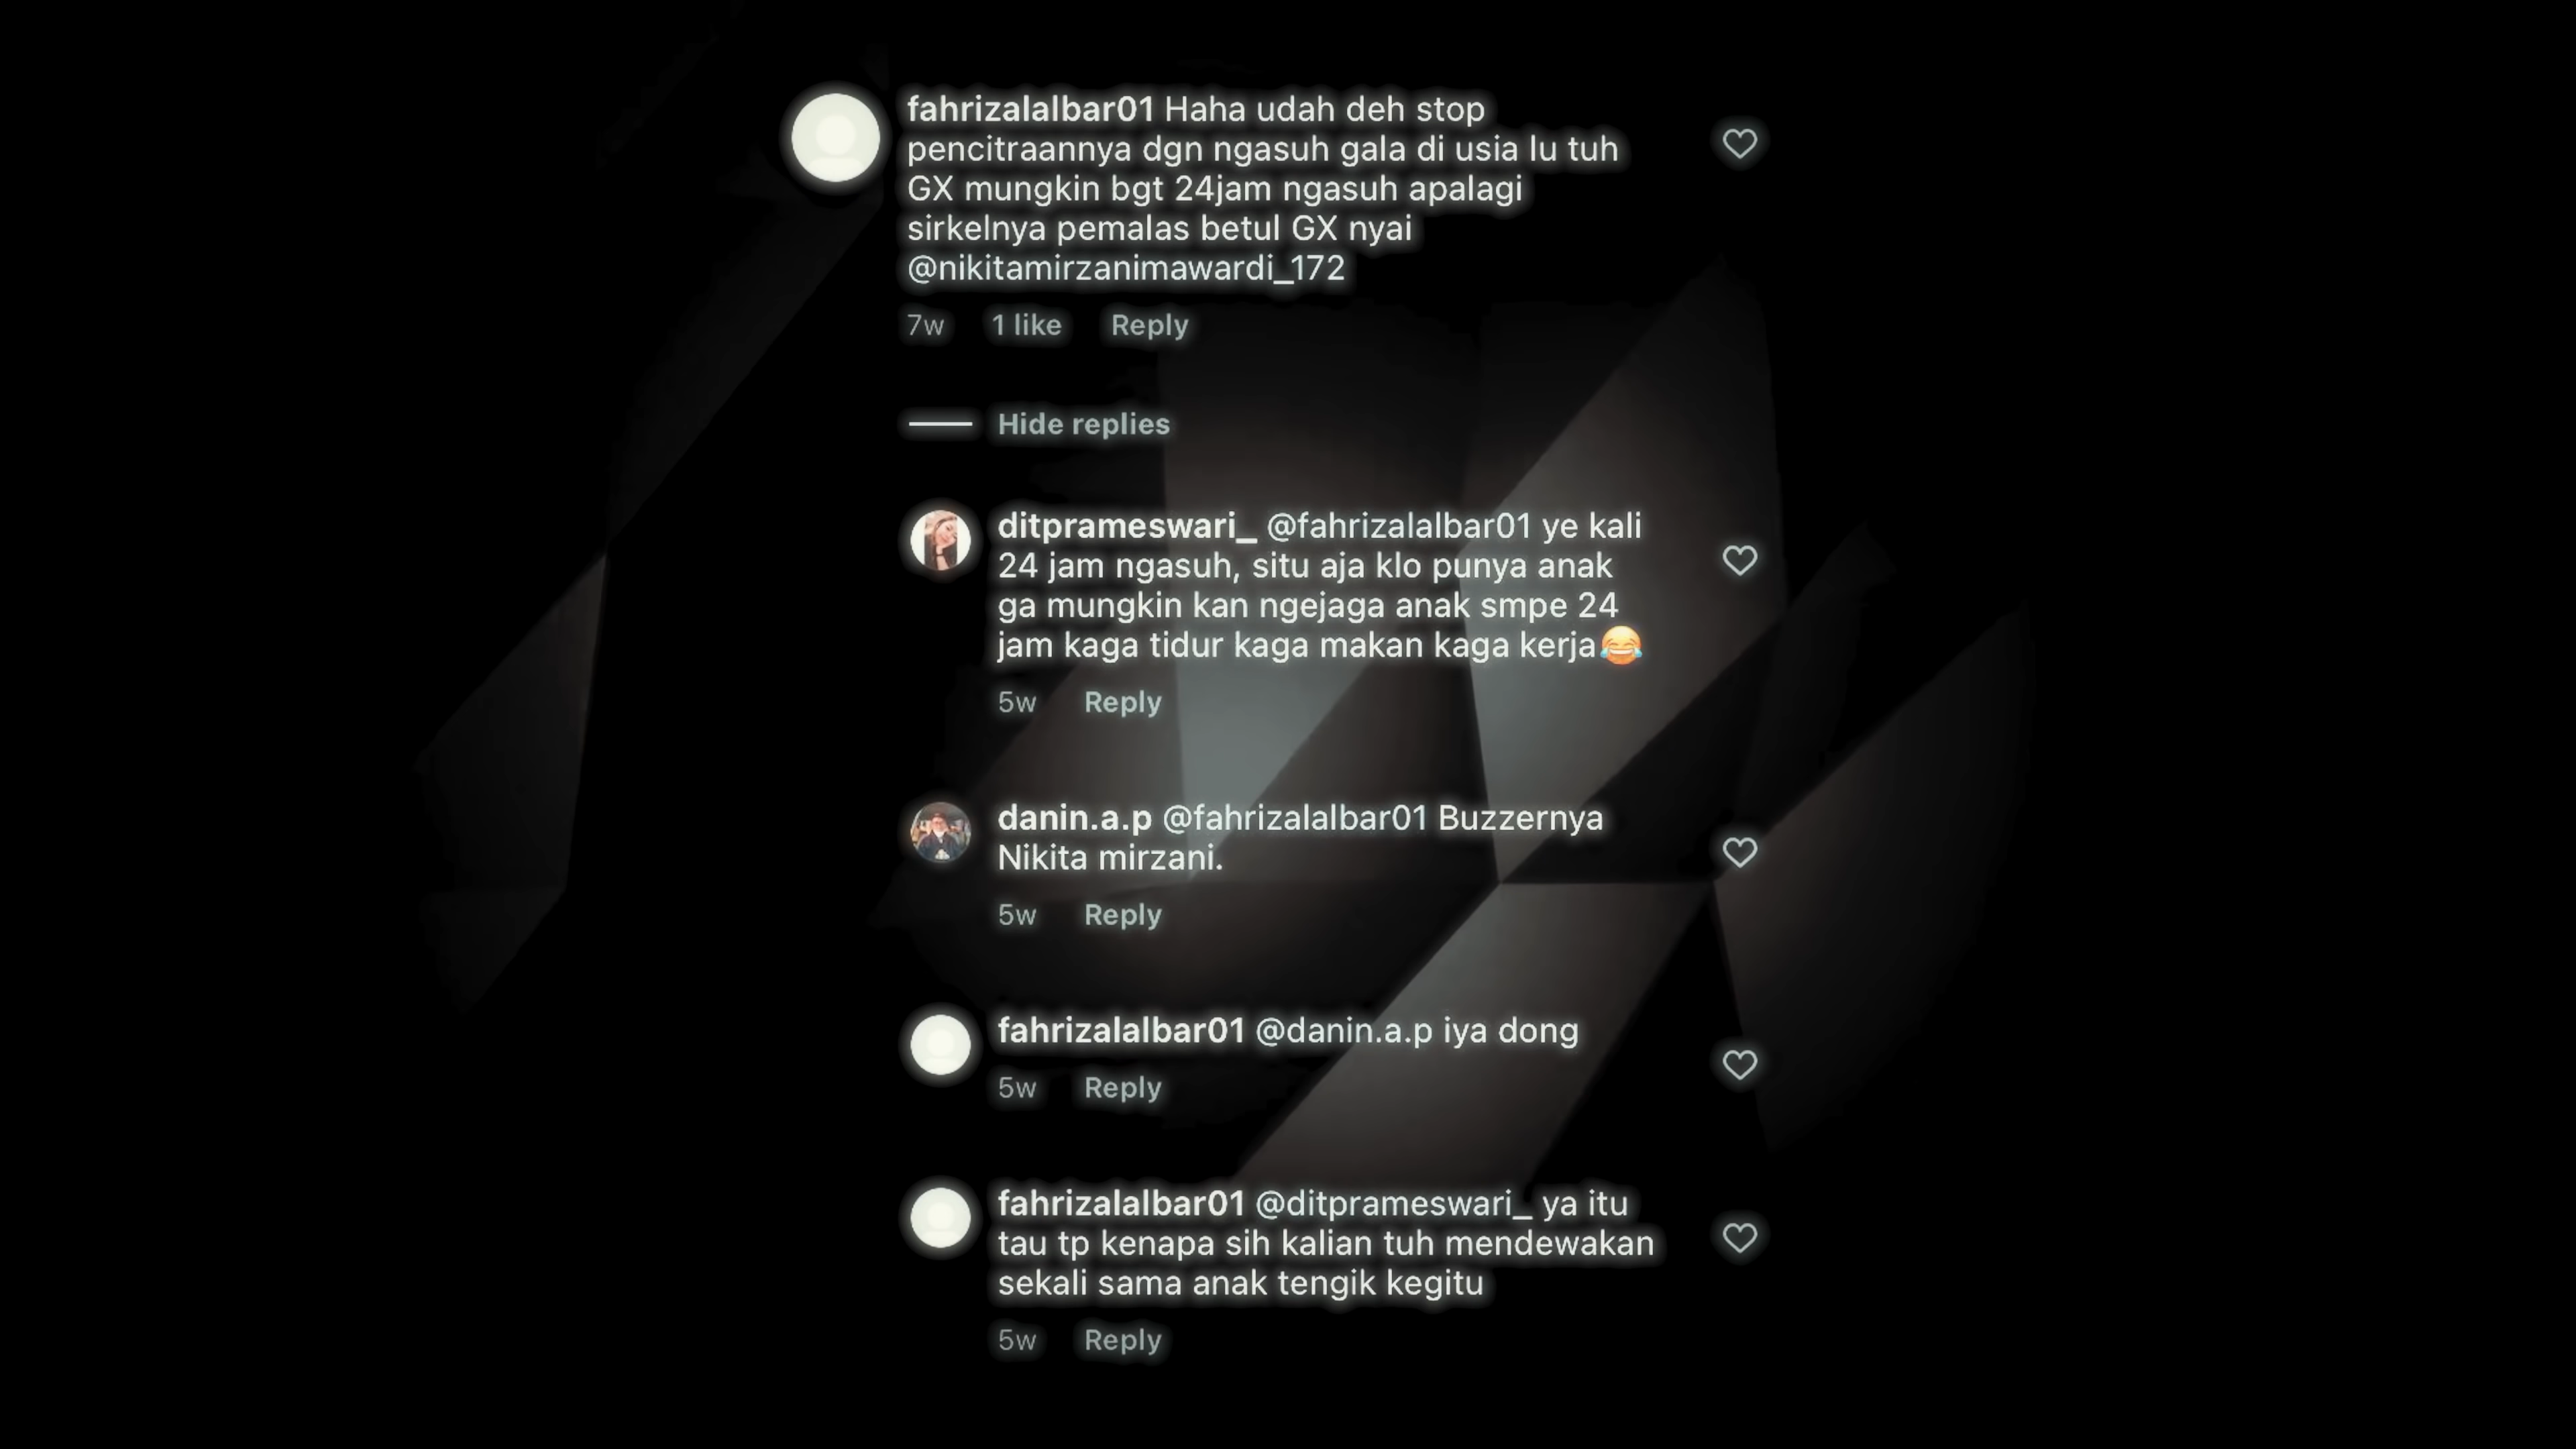 fahrizalalbar01 Haha udah deh stop
pencitraannya dgn ngasuh gala di usia lu tuh
GX mungkin bgt 24jam ngasuh apalagi
sirkelnya pemalas betul GX nyai
@nikitamirzanimawardi_172
7w 1 like Reply
Hide replies
ditprameswari_ @fahrizalalbar01 ye kali
24 jam ngasuh, situ aja klo punya anak
ga mungkin kan ngejaga anak smpe 24
jam kaga tidur kaga makan kaga kerja😂
5w Reply
danin.a.p @fahrizalalbar01 Buzzernya
Nikita mirzani.
5w Reply
fahrizalalbar01 @danin.a.p iya dong
5w Reply
fahrizalalbar01 @ditprameswari_ ya itu
tau tp kenapa sih kalian tuh mendewakan
sekali sama anak tengik kegitu
5w Reply